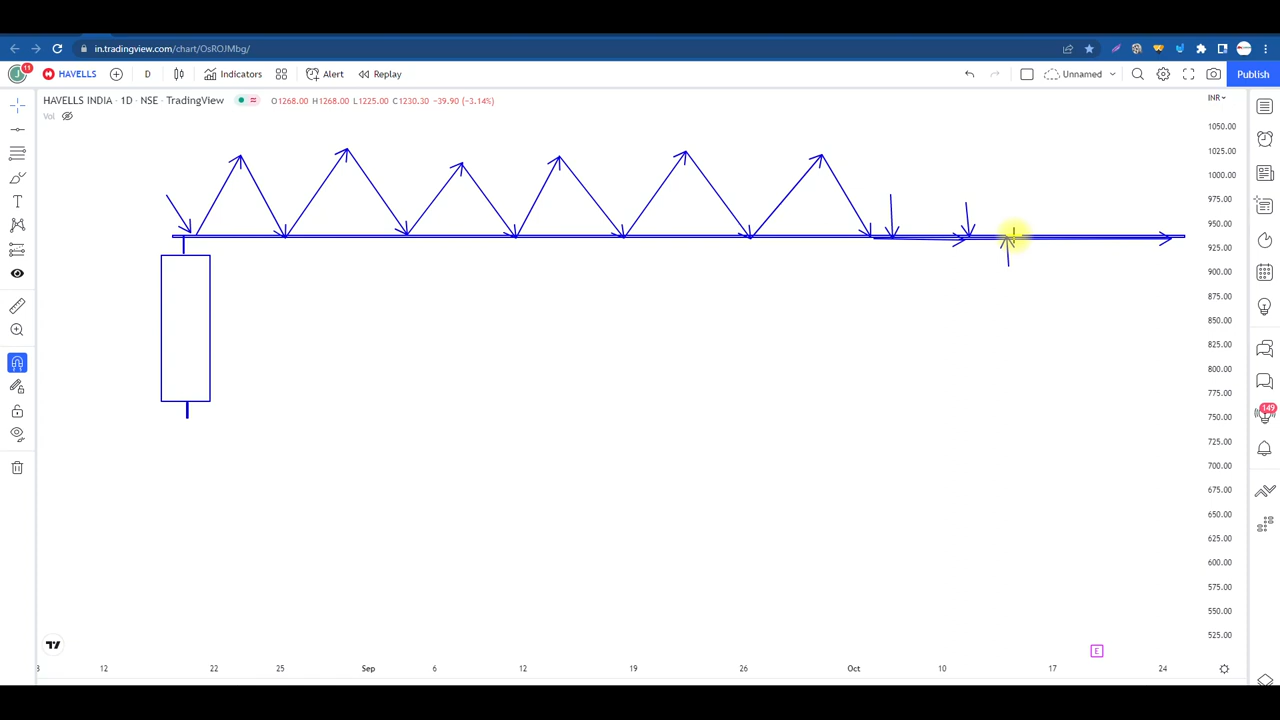 in.tradingview.com/chart/OsROJMbg/
11
HAVELLS
D
Indicators
Alert
Replay
Unnamed
Publish
HAVELLS INDIA · 1D · NSE · TradingView
O1268.00 H1268.00 L1225.00 C1230.30 −39.90 (−3.14%)
INR
Vol
1050.00
1025.00
1000.00
975.00
950.00
925.00
900.00
875.00
850.00
825.00
800.00
775.00
750.00
725.00
700.00
675.00
650.00
625.00
600.00
575.00
550.00
525.00
149
E
8 12 22 25 Sep 6 12 19 26 Oct 10 17 24